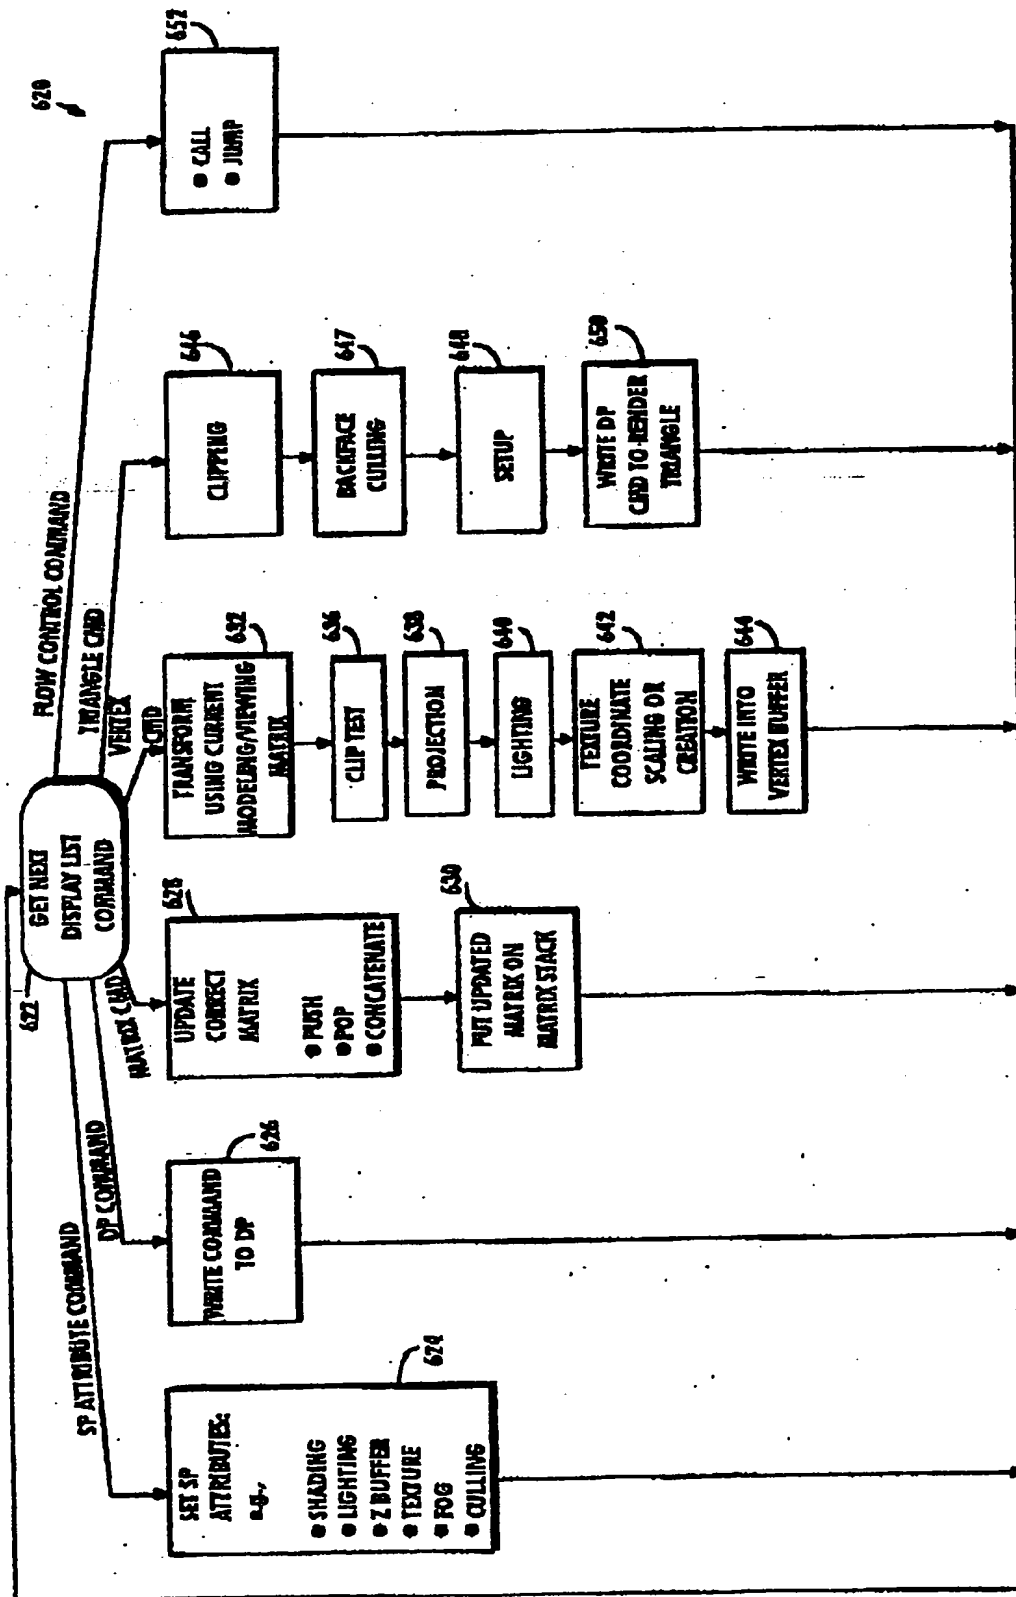 620
622
GET NEXT
DISPLAY LIST
COMMAND
SP ATTRIBUTE COMMAND
DP COMMAND
MATRIX CMD
VERTEX
CMD
TRIANGLE CMD
FLOW CONTROL COMMAND
624
SET SP
ATTRIBUTES:
e.g.,
● SHADING
● LIGHTING
● Z BUFFER
● TEXTURE
● FOG
● CULLING
626
WRITE COMMAND
TO DP
628
UPDATE
CORRECT
MATRIX
● PUSH
● POP
● CONCATENATE
630
PUT UPDATED
MATRIX ON
MATRIX STACK
632
TRANSFORM
USING CURRENT
MODELING/VIEWING
MATRIX
636
CLIP TEST
638
PROJECTION
640
LIGHTING
642
TEXTURE
COORDINATE
SCALING OR
CREATION
644
WRITE INTO
VERTEX BUFFER
646
CLIPPING
647
BACKFACE
CULLING
648
SETUP
650
WRITE DP
CMD TO RENDER
TRIANGLE
652
● CALL
● JUMP